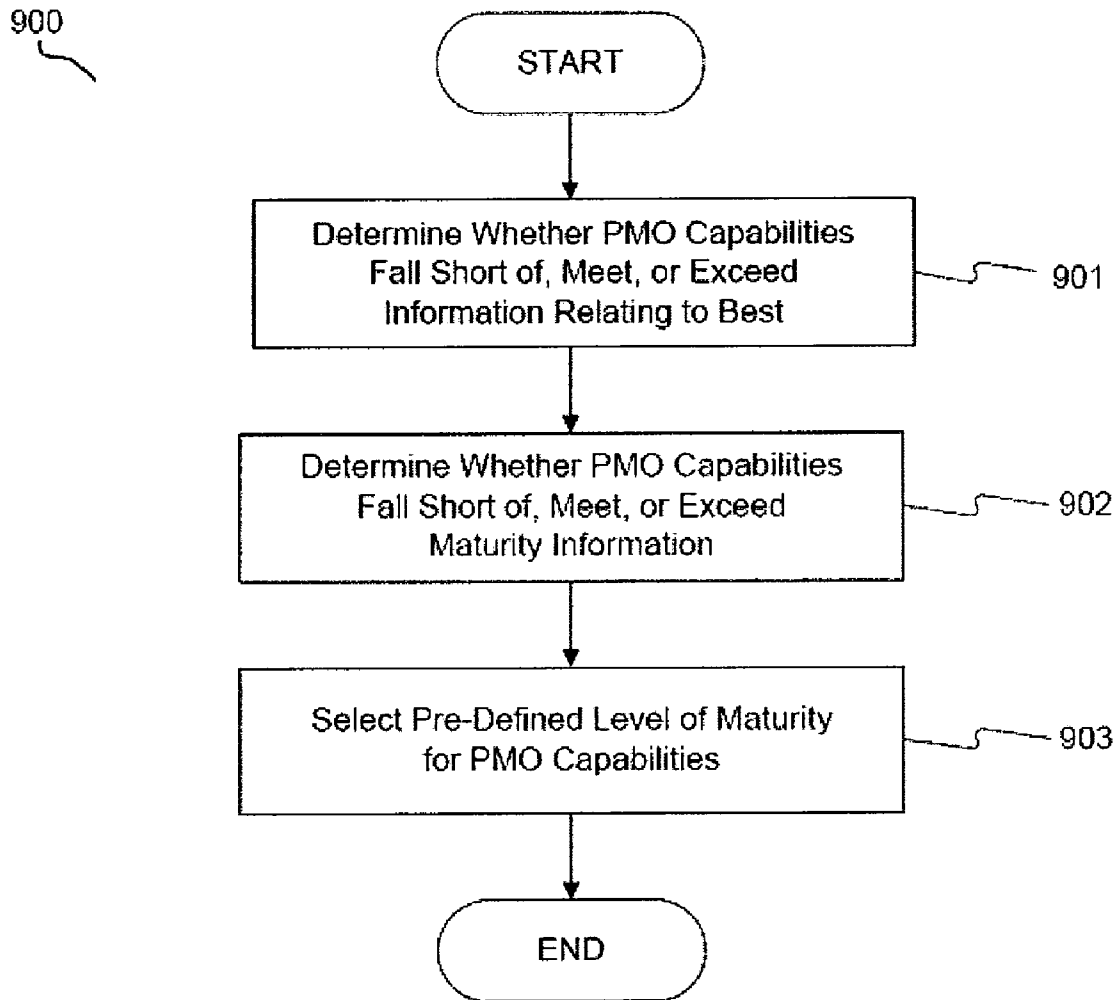 900
START
Determine Whether PMO Capabilities
Fall Short of, Meet, or Exceed
Information Relating to Best
901
Determine Whether PMO Capabilities
Fall Short of, Meet, or Exceed
Maturity Information
902
Select Pre-Defined Level of Maturity
for PMO Capabilities
903
END